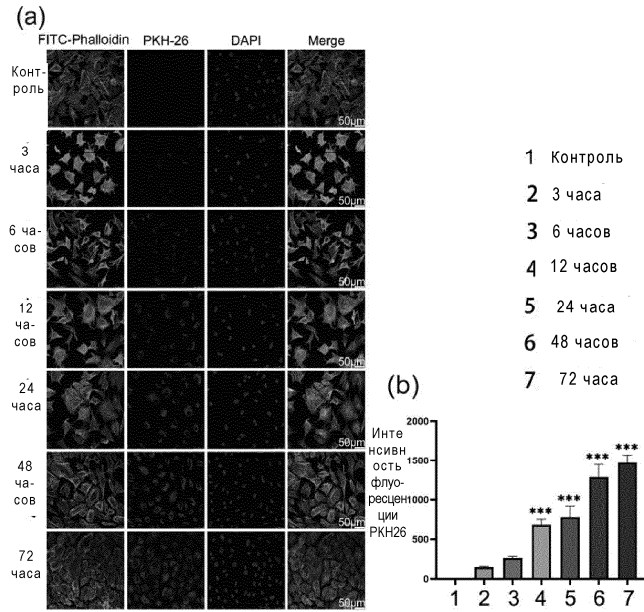 (a)
FITC-Phalloidin PKH-26 DAPI Merge
Конт-
роль
50µm
3
часа
50µm
6 ча-
сов
50µm
12
ча-
сов
50µm
24
часа
50µm
48
ча-
сов
50µm
72
часа
50µm
1 Контроль
2 3 часа
3 6 часов
4 12 часов
5 24 часа
6 48 часов
7 72 часа
(b)
Инте
нсивн
ость
флуо-
ресцен
ции
PKH26
2000
1500
1000
500
0
*** *** *** ***
1 2 3 4 5 6 7